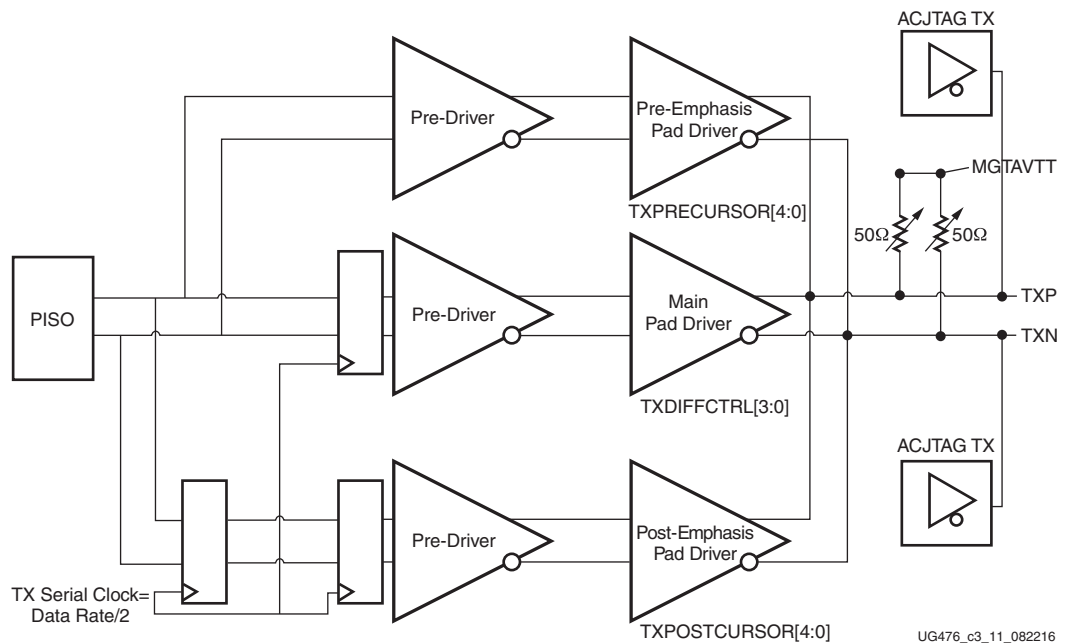 ACJTAG TX
Pre-Driver
Pre-Emphasis
Pad Driver
MGTAVTT
TXPRECURSOR[4:0]
50Ω
50Ω
PISO
Pre-Driver
Main
Pad Driver
TXP
TXN
TXDIFFCTRL[3:0]
ACJTAG TX
Pre-Driver
Post-Emphasis
Pad Driver
TX Serial Clock=
Data Rate/2
TXPOSTCURSOR[4:0]
UG476_c3_11_082216